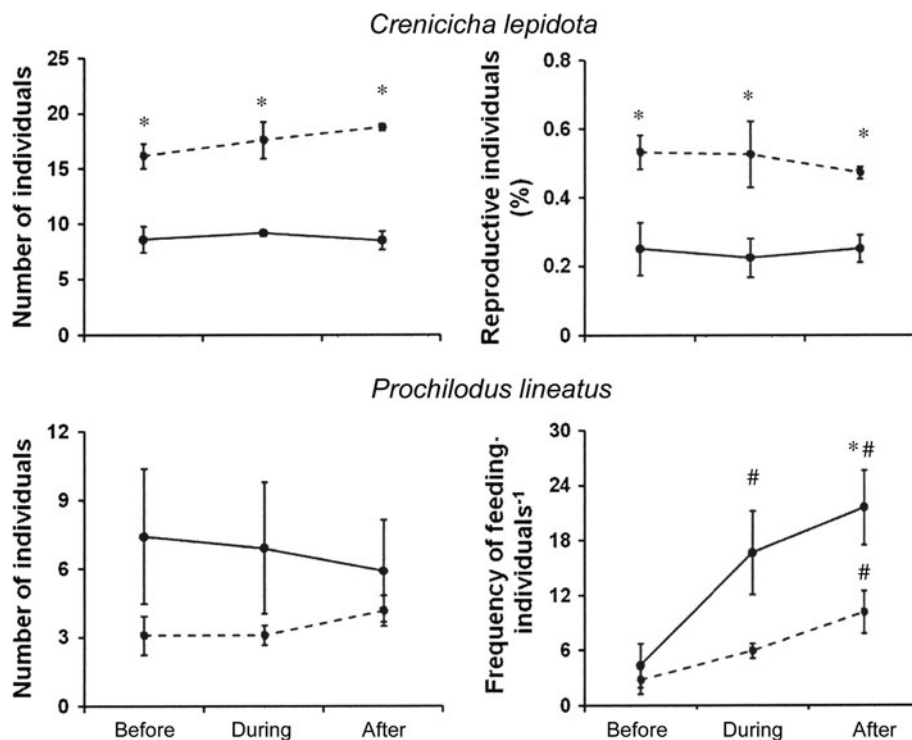 Crenicicha lepidota
Number of individuals
25
20
15
10
5
0
*
*
*
Reproductive individuals
(%)
0.8
0.6
0.4
0.2
0
*
*
*
Prochilodus lineatus
Number of individuals
12
9
6
3
0
Before
During
After
Frequency of feeding-
individuals-1
30
24
18
12
6
0
#
*#
#
Before
During
After